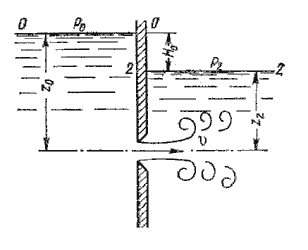 0 P₀ 0
2 P₂ 2
H₀
z₀
z₂
υ